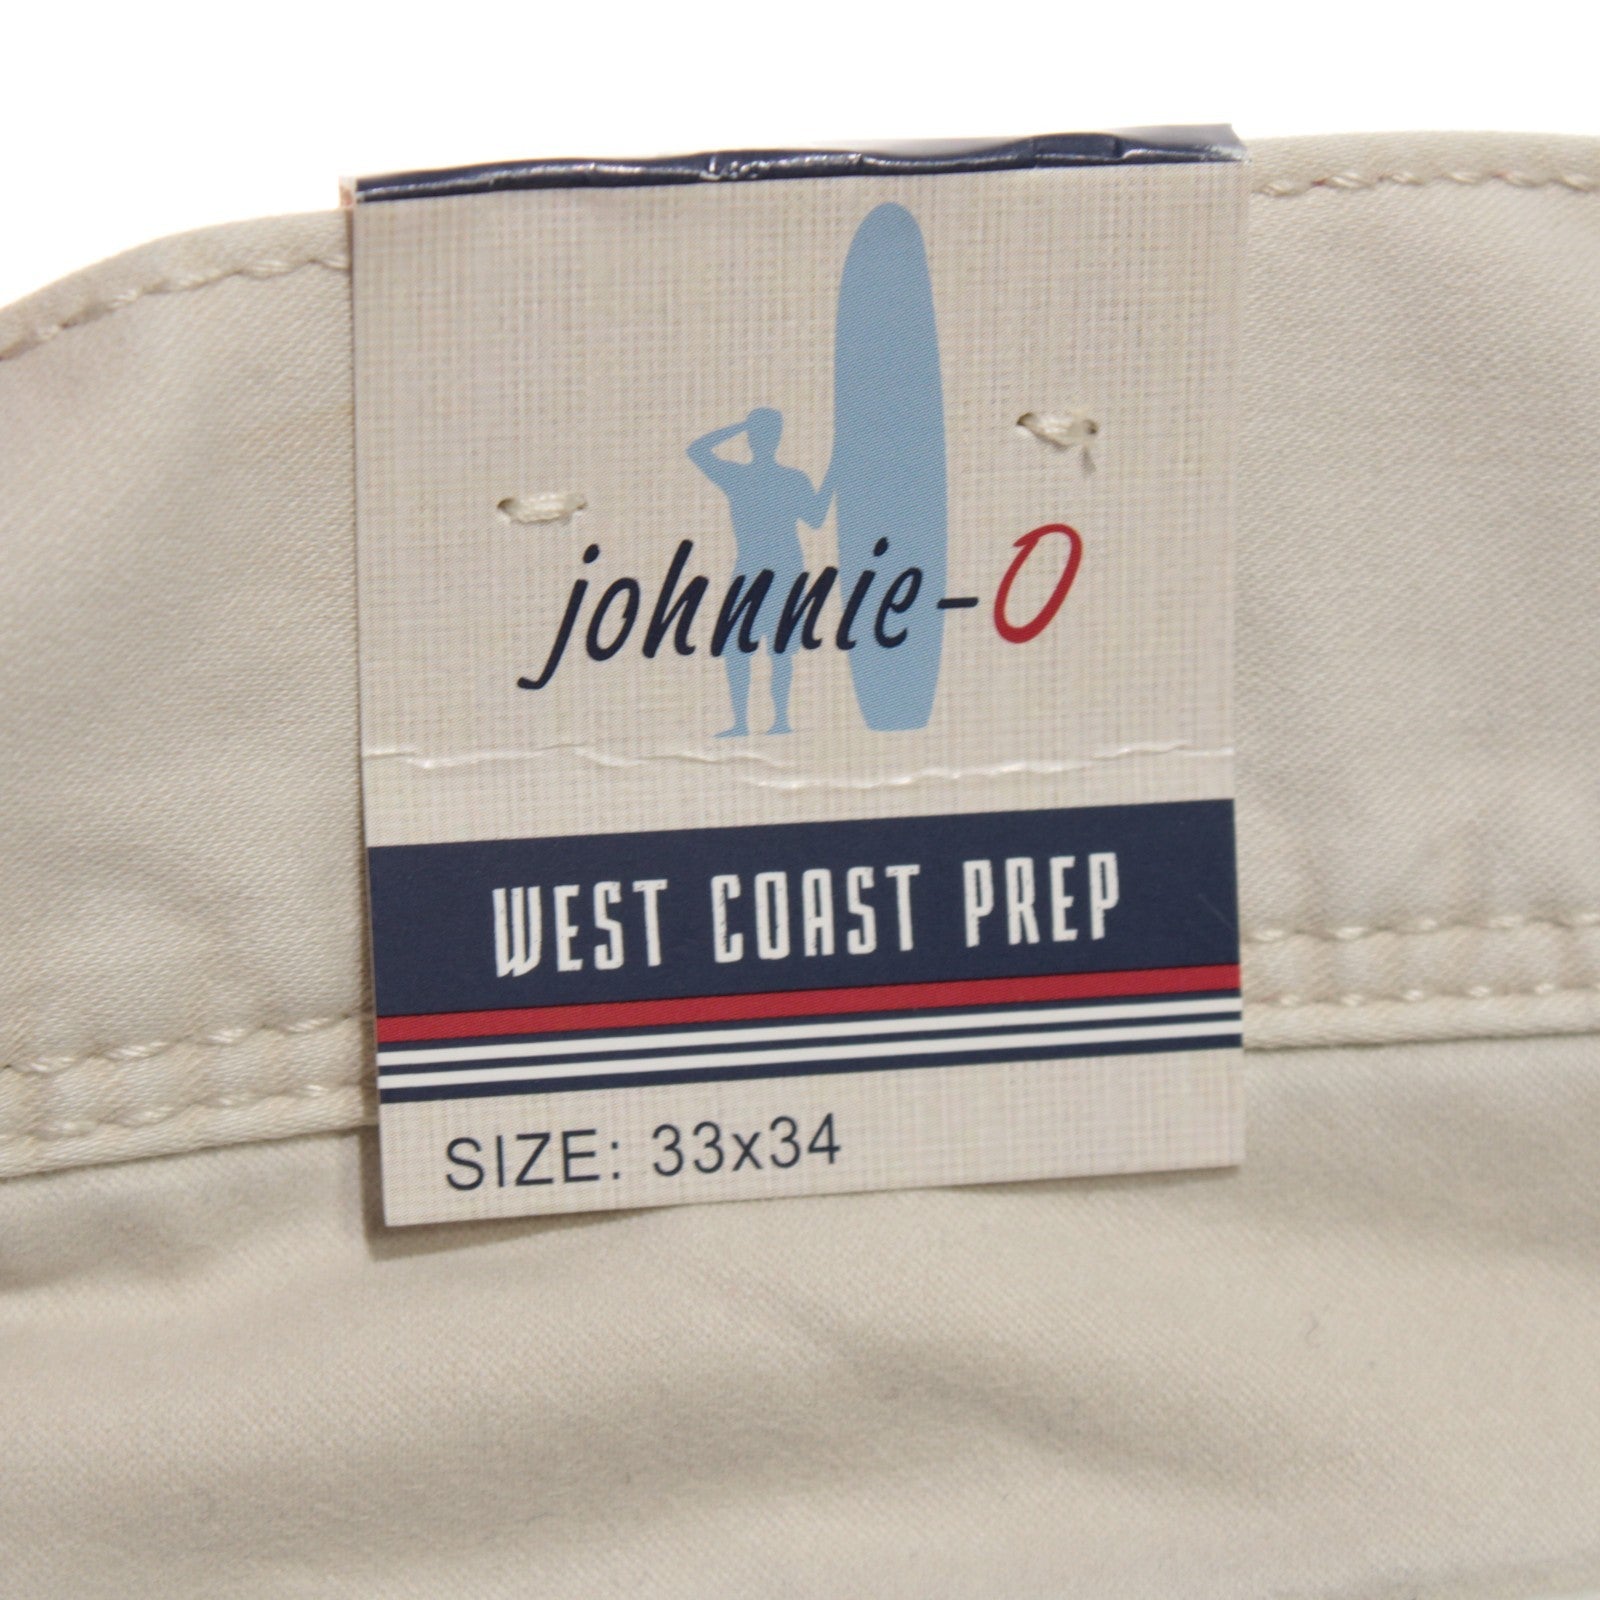 johnnie-O
WEST COAST PREP
SIZE: 33x34